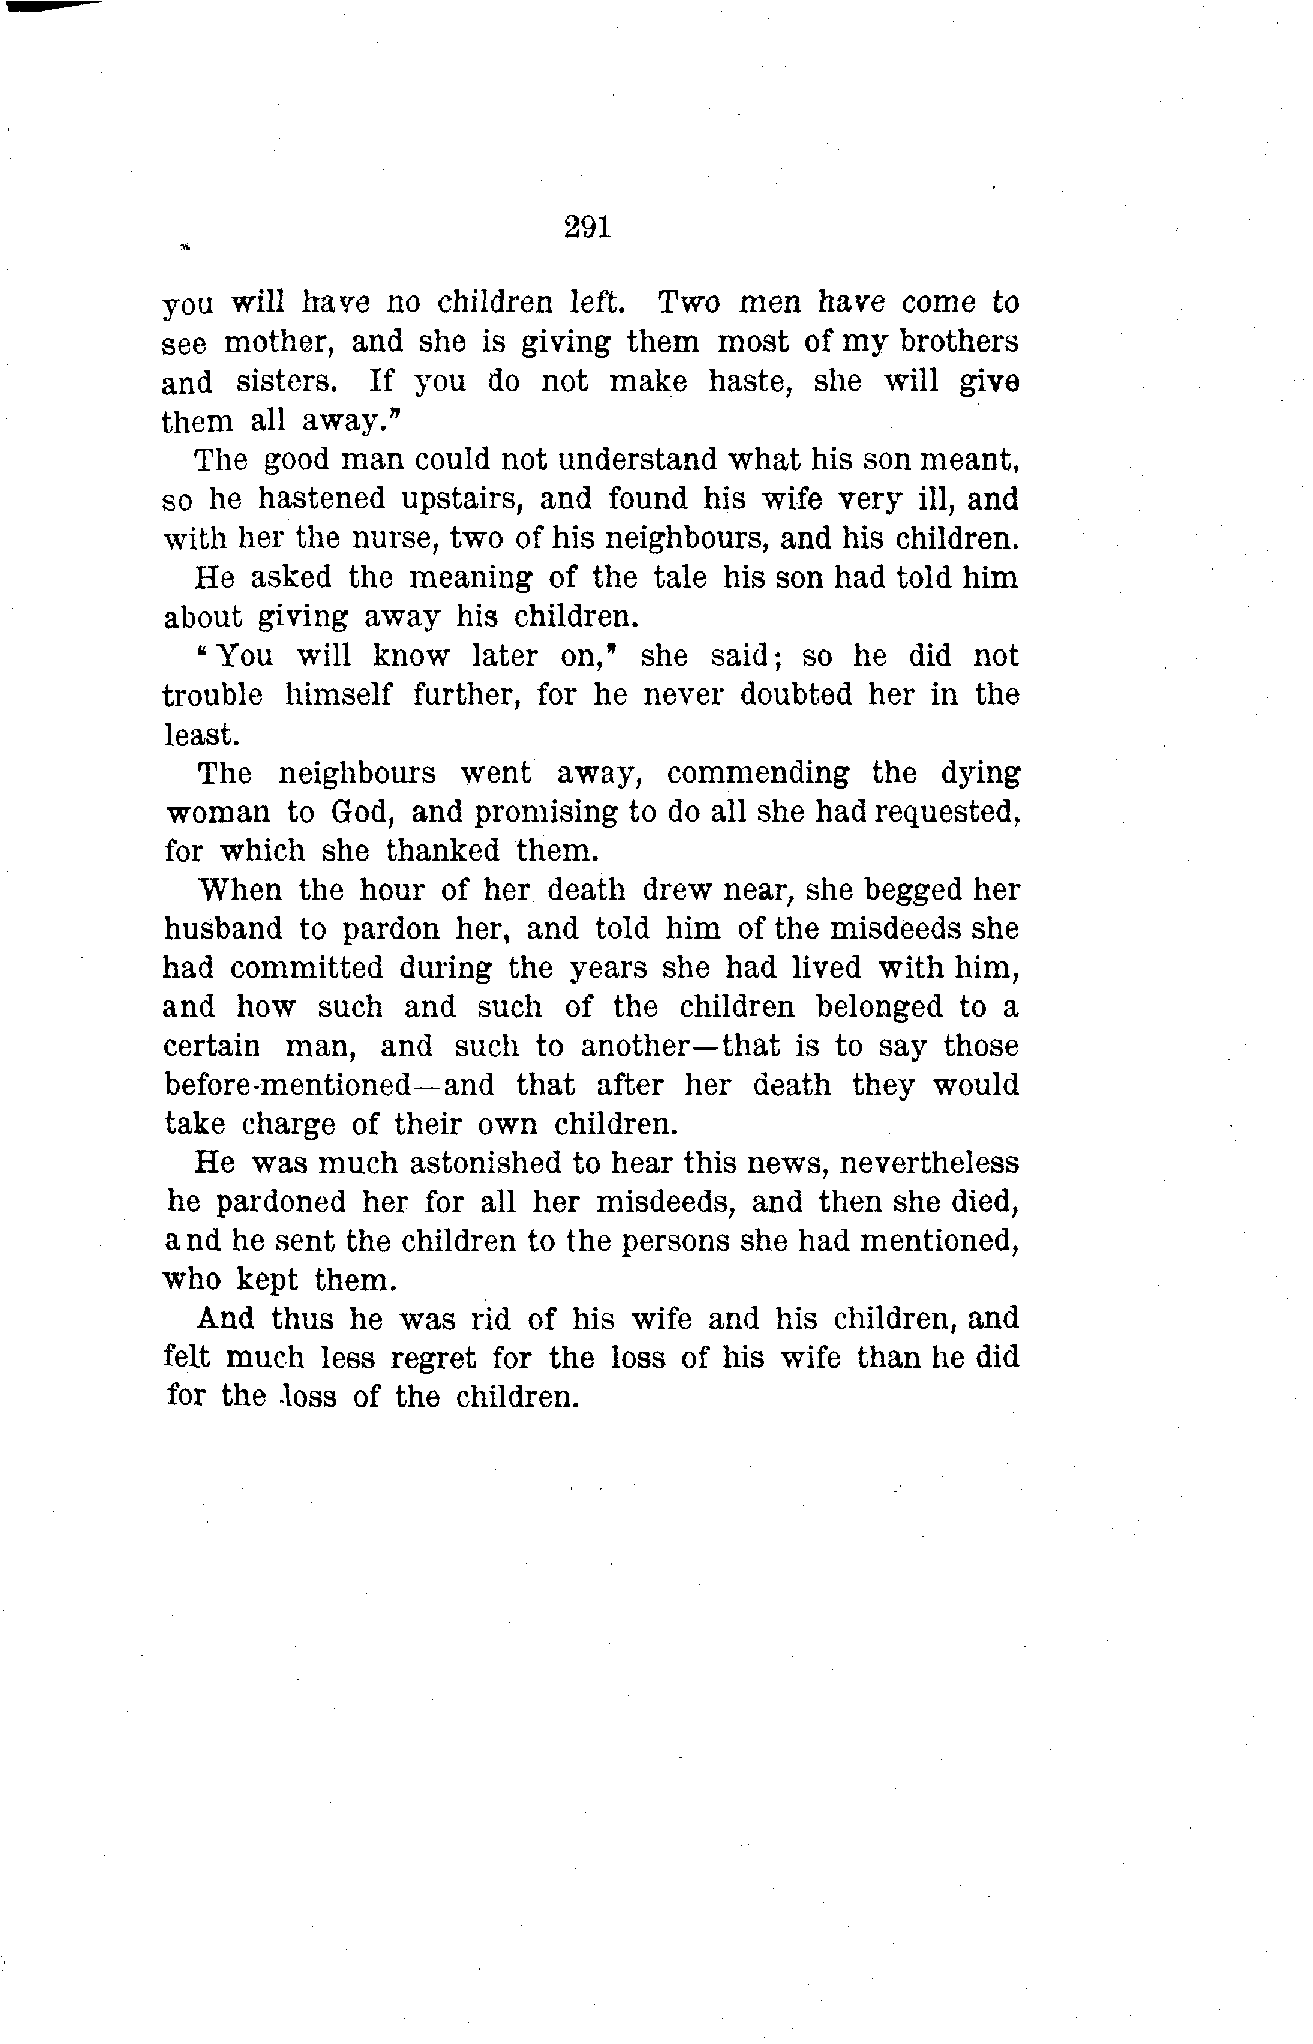 291
you will have no children left. Two men have come to
see mother, and she is giving them most of my brothers
and sisters. If you do not make haste, she will give
them all away."
The good man could not understand what his son meant,
so he hastened upstairs, and found his wife very ill, and
with her the nurse, two of his neighbours, and his children.
He asked the meaning of the tale his son had told him
about giving away his children.
"You will know later on," she said; so he did not
trouble himself further, for he never doubted her in the
least.
The neighbours went away, commending the dying
woman to God, and promising to do all she had requested,
for which she thanked them.
When the hour of her death drew near, she begged her
husband to pardon her, and told him of the misdeeds she
had committed during the years she had lived with him,
and how such and such of the children belonged to a
certain man, and such to another—that is to say those
before-mentioned—and that after her death they would
take charge of their own children.
He was much astonished to hear this news, nevertheless
he pardoned her for all her misdeeds, and then she died,
and he sent the children to the persons she had mentioned,
who kept them.
And thus he was rid of his wife and his children, and
felt much less regret for the loss of his wife than he did
for the loss of the children.